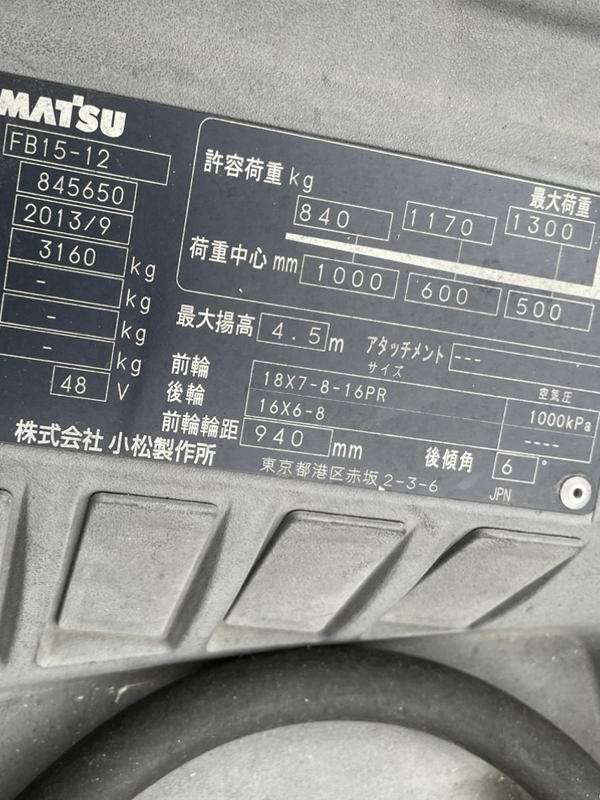 MATSU
FB15-12
845650
2013/9
3160 kg
- kg
- kg
- kg
48 V
株式会社 小松製作所
許容荷重 kg
最大荷重
840 1170 1300
荷重中心 mm 1000 600 500
最大揚高 4.5 m アタッチメント ---
サイズ 空気圧
前輪 18X7-8-16PR 1000kPa
後輪 16X6-8 ----
前輪輪距 940 mm 後傾角 6 °
東京都港区赤坂 2-3-6 JPN